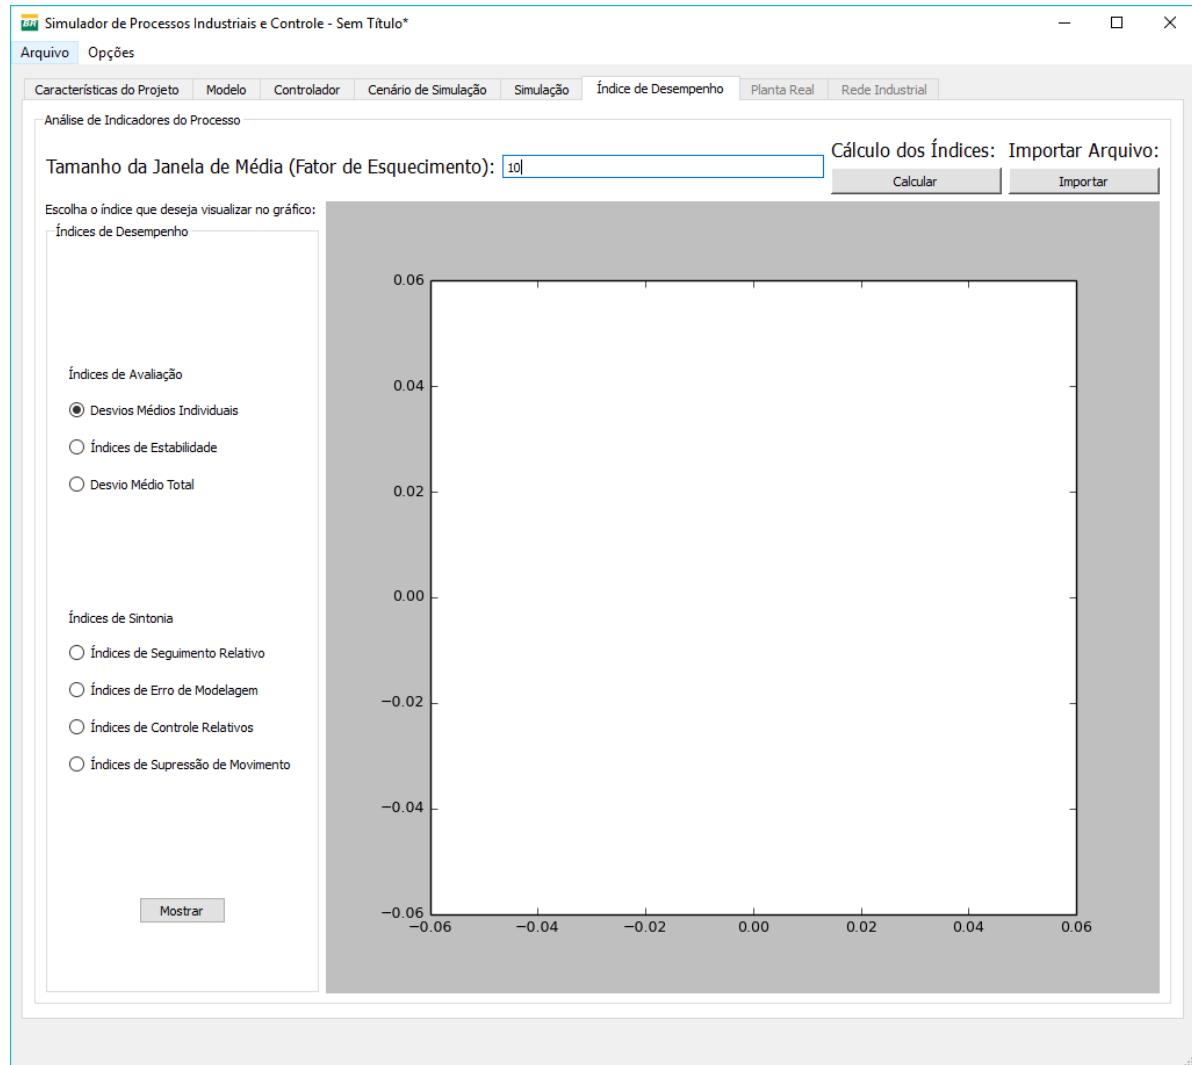 BR Simulador de Processos Industriais e Controle - Sem Título*
Arquivo Opções
Características do Projeto Modelo Controlador Cenário de Simulação Simulação Índice de Desempenho Planta Real Rede Industrial
Análise de Indicadores do Processo
Tamanho da Janela de Média (Fator de Esquecimento): 10
Cálculo dos Índices: Importar Arquivo:
Calcular Importar
Escolha o índice que deseja visualizar no gráfico:
Índices de Desempenho
Índices de Avaliação
Desvios Médios Individuais
Índices de Estabilidade
Desvio Médio Total
Índices de Sintonia
Índices de Seguimento Relativo
Índices de Erro de Modelagem
Índices de Controle Relativos
Índices de Supressão de Movimento
Mostrar
0.06
0.04
0.02
0.00
−0.02
−0.04
−0.06
−0.06 −0.04 −0.02 0.00 0.02 0.04 0.06